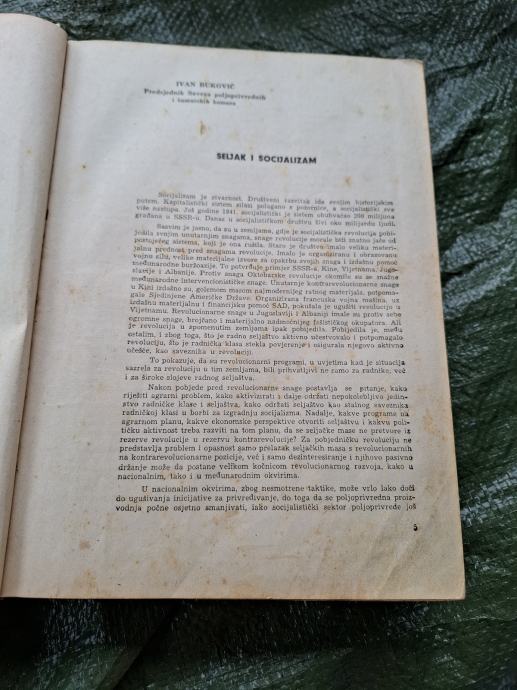 IVAN BUKOVIĆ
Predsjednik Saveza poljoprivrednih
i šumarskih komora
SELJAK I SOCIJALIZAM
Socijalizam je stvarnost. Društveni razvitak ide svojim historijskim
putem. Kapitalistički sistem silazi polagano s pozornice, a socijalistički sve
više nastupa. Još godine 1941. socijalistički je sistem obuhvaćao 200 milijona
građana u SSSR-u. Danas u socijalističkom društvu živi oko milijardu ljudi.
Sasvim je jasno, da su u zemljama, gdje je socijalistička revolucija pobi-
jedila svojim unutarnjim snagama, snage revolucije morale biti znatno jače od
postojećeg sistema, koji je ona rušila. Staro je društvo imalo veliku materi-
jalnu, prednost pred snagama revolucije. Imalo je organiziranu i obrazovanu
vojnu silu, velike materijalne izvore za opskrbu svojih snaga i izdašnu pomoć
međunarodne buržoazije. To potvrđuje primjer SSSR-a, Kine, Vijetnama, Jugo-
slavije i Albanije. Protiv snaga Oktobarske revolucije okomile su se znatne
međunarodne intervencionističke snage. Unutarnje kontrarevolucionarne snage
u Kini izdašno su, golemom masom najmodernijeg ratnog materijala, potpoma-
gale Sjedinjene Američke Države. Organizirana francuska vojna mašina, uz
izdašnu materijalnu i financijsku pomoć SAD, pokušala je ugušiti revoluciju u
Vijetnamu. Revolucionarne snage u Jugoslaviji i Albaniji imale su protiv sebe
ogromne snage, brojčano i materijalno nadmoćnijeg fašističkog okupatora. Ali
je revolucija u spomenutim zemljama ipak pobijedila. Pobijedila je, među
ostalim, i zbog toga, što je radno seljaštvo aktivno učestvovalo i potpomagalo
revoluciju, što je radnička klasa stekla povjerenje i osigurala njegovo aktivno
učešće, kao saveznika u revoluciji.
To pokazuje, da su revolucionarni programi, u uvjetima kad je situacija
sazrela za revoluciju u tim zemljama, bili prihvatljivi ne samo za radnike, već
i za široke slojeve radnog seljaštva.
Nakon pobjede pred revolucionarne snage postavlja se pitanje, kako
riješiti agrarni problem, kako aktivizirati i dalje održati nepokolebljivo jedin-
stvo radničke klase i seljaštva, kako održati seljaštvo kao stalnog saveznika
radničkoj klasi u borbi za izgradnju socijalizma. Nadalje, kakve programe na
agrarnom planu, kakve ekonomske perspektive otvoriti seljaštvu i kakvu poli-
tičku aktivnost treba razviti na tom planu, da se seljačke mase ne pretvore iz
rezerve revolucije u rezervu kontrarevolucije? Za pobjedničku revoluciju ne
predstavlja problem i opasnost samo prelazak seljačkih masa s revolucionarnih
na kontrarevolucionarne pozicije, već i samo dezinteresiranje i njihovo pasivno
držanje može da postane velikom kočnicom revolucionarnog razvoja, kako u
nacionalnim, tako i u međunarodnim okvirima.
U nacionalnim okvirima, zbog nesmotrene taktike, može vrlo lako doći
do ugušivanja inicijative za privređivanje, do toga da se poljoprivredna proiz-
vodnja počne osjetno smanjivati, iako socijalistički sektor poljoprivrede još
5